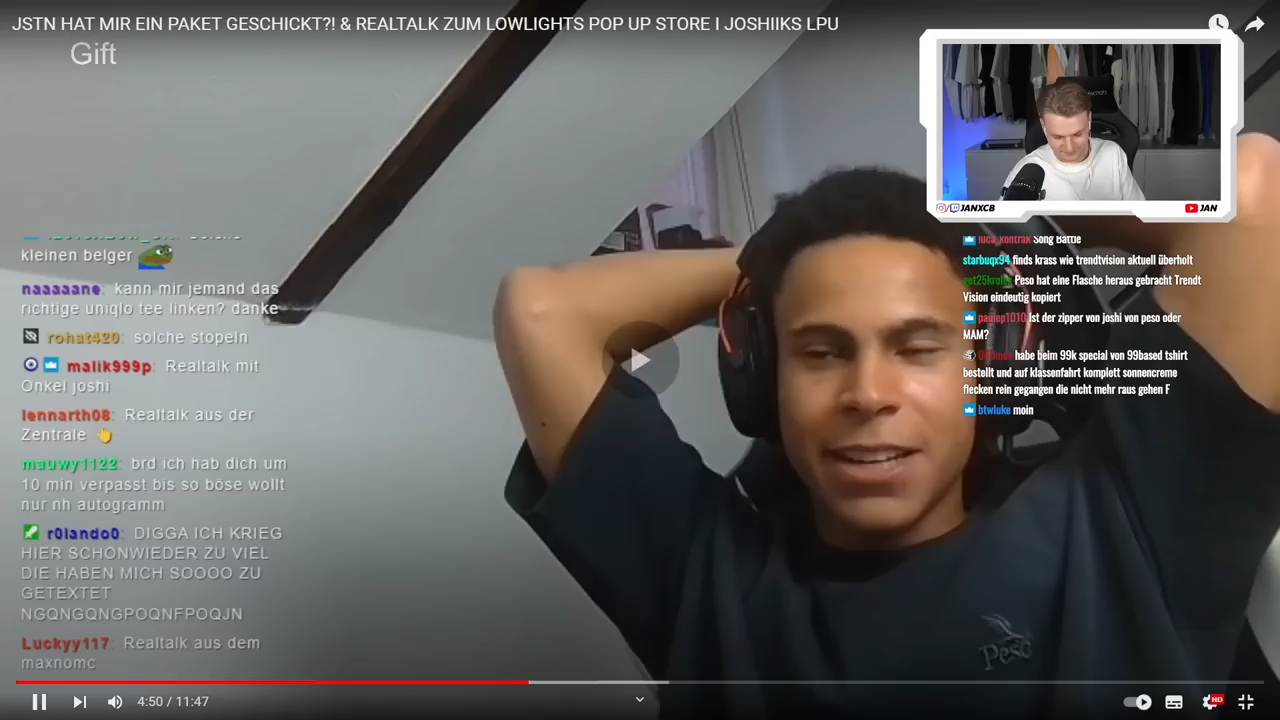 JSTN HAT MIR EIN PAKET GESCHICKT?! & REALTALK ZUM LOWLIGHTS POP UP STORE I JOSHIIKS LPU
Gift
kleinen belger
naaaaane: kann mir jemand das
richtige uniqlo tee linken? danke
rohat420: solche stopeln
malik999p: Realtalk mit
Onkel joshi
lennarth08: Realtalk aus der
Zentrale
mauwy1122: brd ich hab dich um
10 min verpasst bis so böse wollt
nur nh autogramm
r0lando0: DIGGA ICH KRIEG
HIER SCHONWIEDER ZU VIEL
DIE HABEN MICH SOOOO ZU
GETEXTET
NGQNGQNGPOQNFPOQJN
Luckyy117: Realtalk aus dem
maxnomc
JANXCB
JAN
luca_kontrak Song Battle
starbuqx94 finds krass wie trendtvision aktuell überholt
Peso hat eine Flasche heraus gebracht Trendt
Vision eindeutig kopiert
paulep1010 Ist der zipper von joshi von peso oder
MAM?
habe beim 99k special von 99based tshirt
bestellt und auf klassenfahrt komplett sonnencreme
flecken rein gegangen die nicht mehr raus gehen F
btwluke moin
Peso
4:50 / 11:47
HD